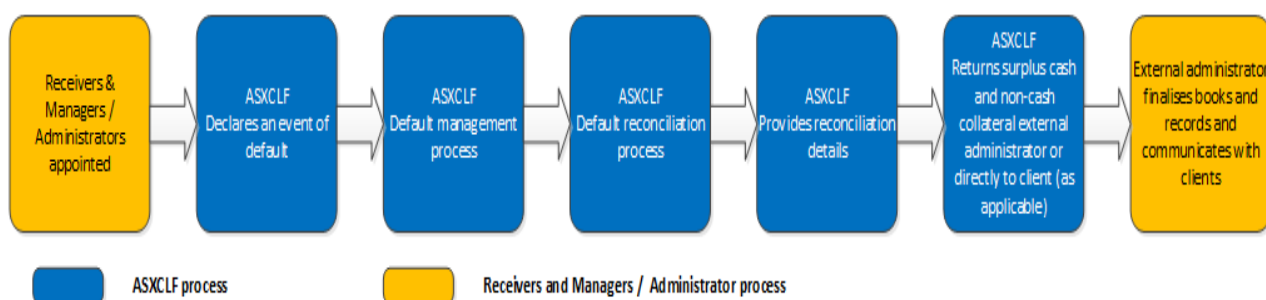 Receivers &
Managers /
Administrators
appointed
ASXCLF
Declares an event of
default
ASXCLF
Default management
process
ASXCLF
Default reconciliation
process
ASXCLF
Provides reconciliation
details
ASXCLF
Returns surplus cash
and non-cash
collateral external
administrator or
directly to client (as
applicable)
External administrator
finalises books and
records and
communicates with
clients
ASXCLF process
Receivers and Managers / Administrator process